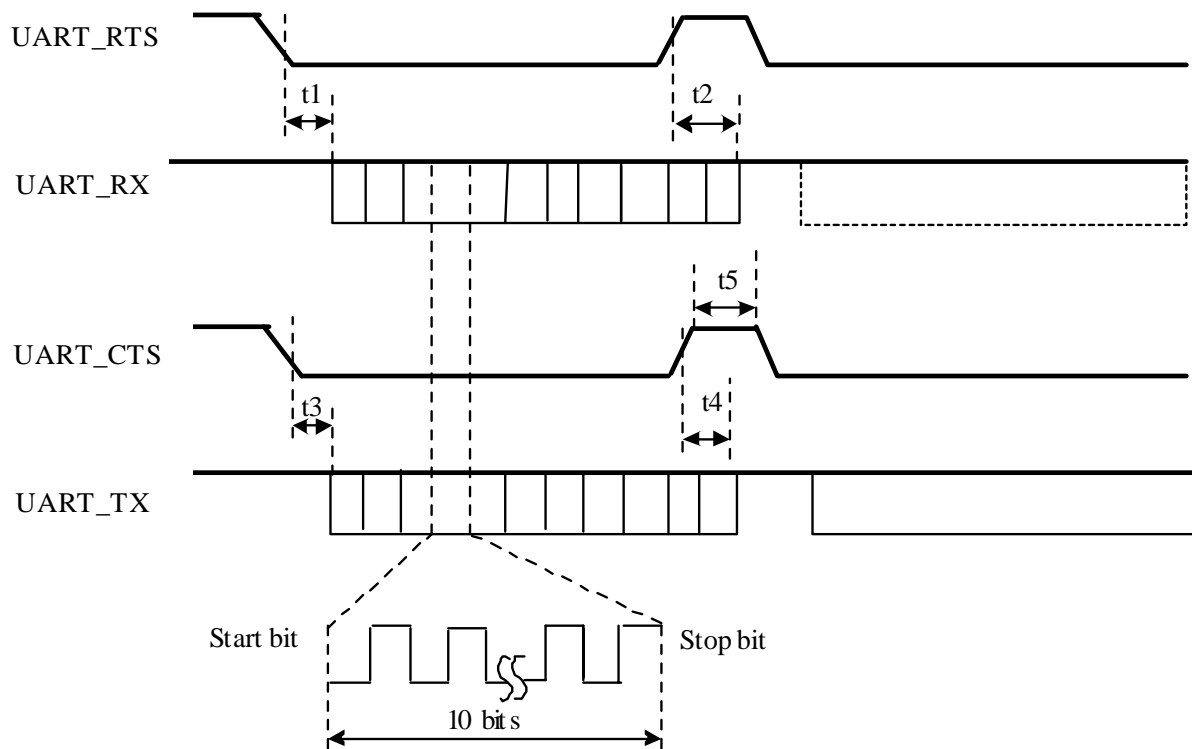 UART_RTS
t1
t2
UART_RX
t5
UART_CTS
t3
t4
UART_TX
Start bit
Stop bit
10 bits